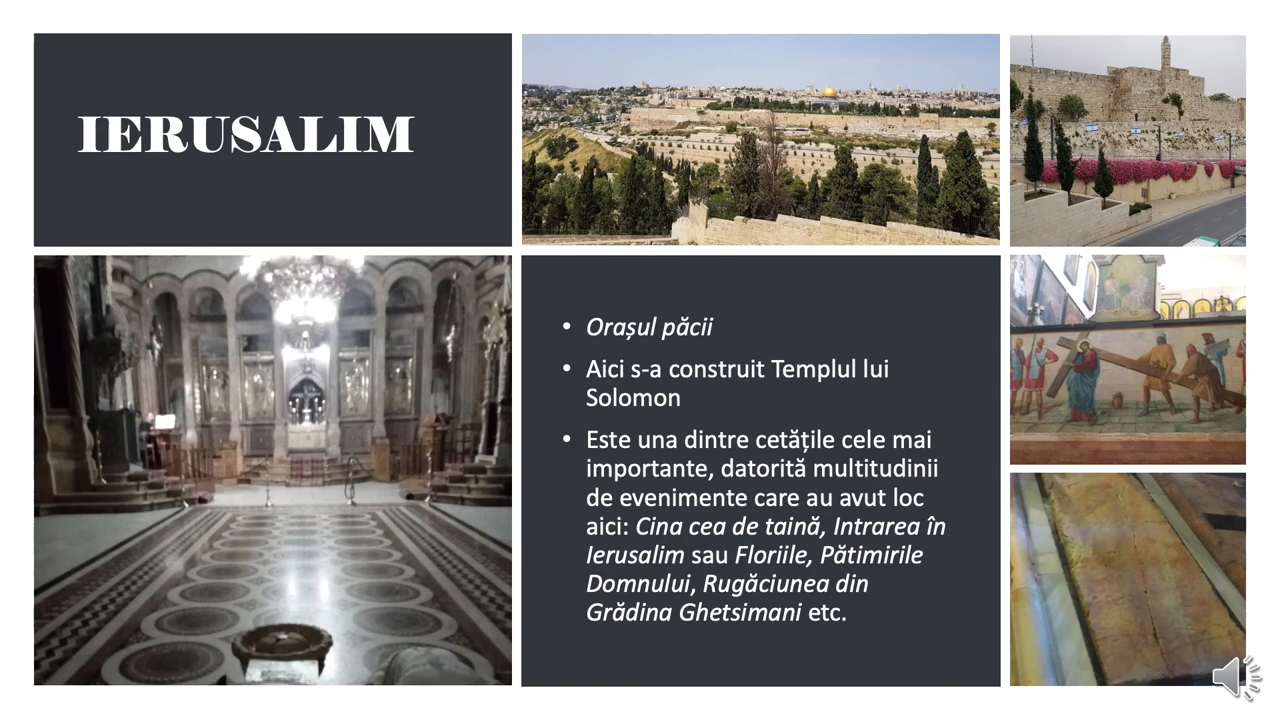 IERUSALIM
• Orașul păcii
• Aici s-a construit Templul lui
Solomon
• Este una dintre cetățile cele mai
importante, datorită multitudinii
de evenimente care au avut loc
aici: Cina cea de taină, Intrarea în
Ierusalim sau Floriile, Pătimirile
Domnului, Rugăciunea din
Grădina Ghetsimani etc.